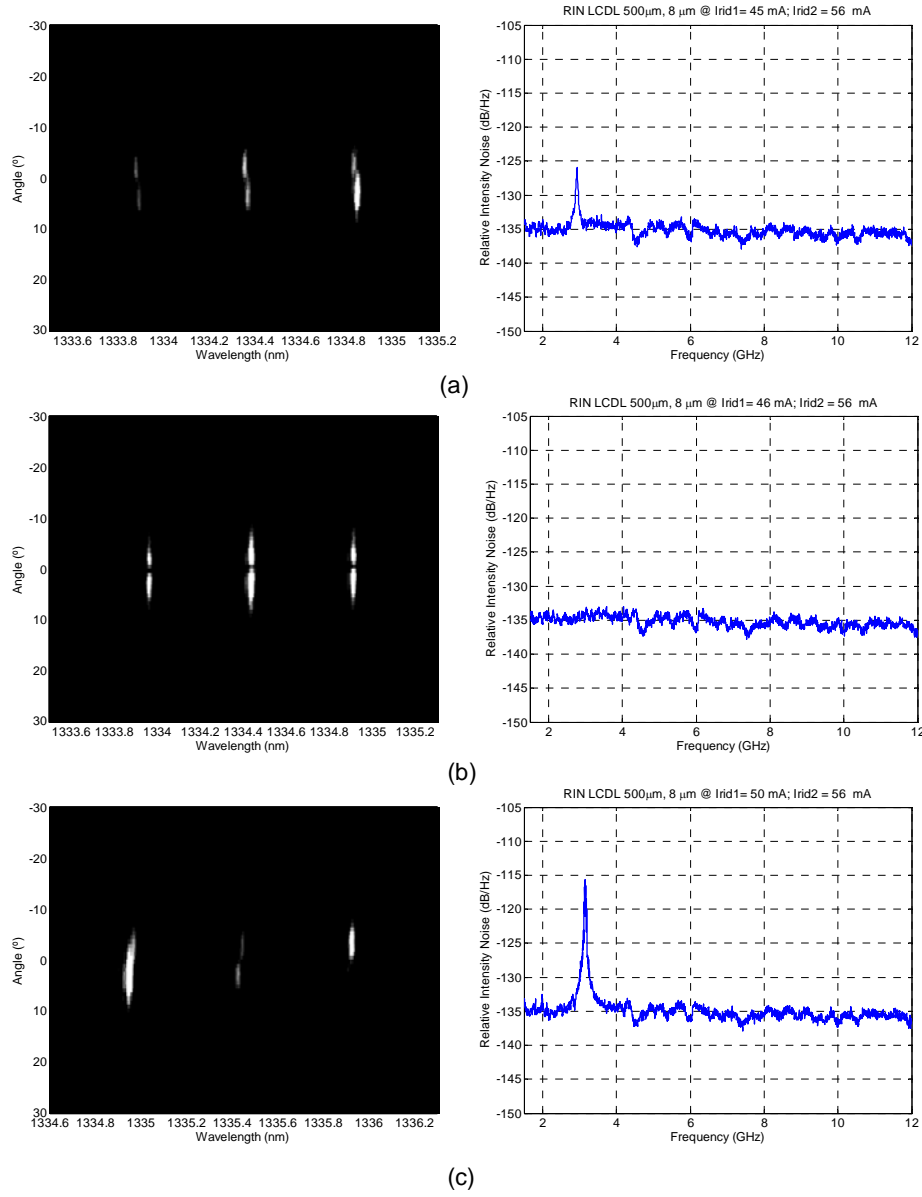 RIN LCDL 500µm, 8 µm @ Irid1= 45 mA; Irid2 = 56 mA
-30
-20
-10
0
10
20
30
Angle (º)
1333.6 1333.8 1334 1334.2 1334.4 1334.6 1334.8 1335 1335.2
Wavelength (nm)
-105
-110
-115
-120
-125
-130
-135
-140
-145
-150
Relative Intensity Noise (dB/Hz)
2 4 6 8 10 12
Frequency (GHz)
(a)
RIN LCDL 500µm, 8 µm @ Irid1= 46 mA; Irid2 = 56 mA
-30
-20
-10
0
10
20
30
Angle (º)
1333.6 1333.8 1334 1334.2 1334.4 1334.6 1334.8 1335 1335.2
Wavelength (nm)
-105
-110
-115
-120
-125
-130
-135
-140
-145
-150
Relative Intensity Noise (dB/Hz)
2 4 6 8 10 12
Frequency (GHz)
(b)
RIN LCDL 500µm, 8 µm @ Irid1= 50 mA; Irid2 = 56 mA
-30
-20
-10
0
10
20
30
Angle (º)
1334.6 1334.8 1335 1335.2 1335.4 1335.6 1335.8 1336 1336.2
Wavelength (nm)
-105
-110
-115
-120
-125
-130
-135
-140
-145
-150
Relative Intensity Noise (dB/Hz)
2 4 6 8 10 12
Frequency (GHz)
(c)